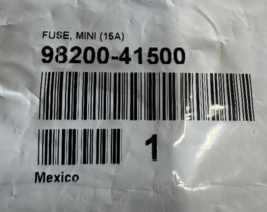 FUSE, MINI (15A)
98200-41500
1
Mexico